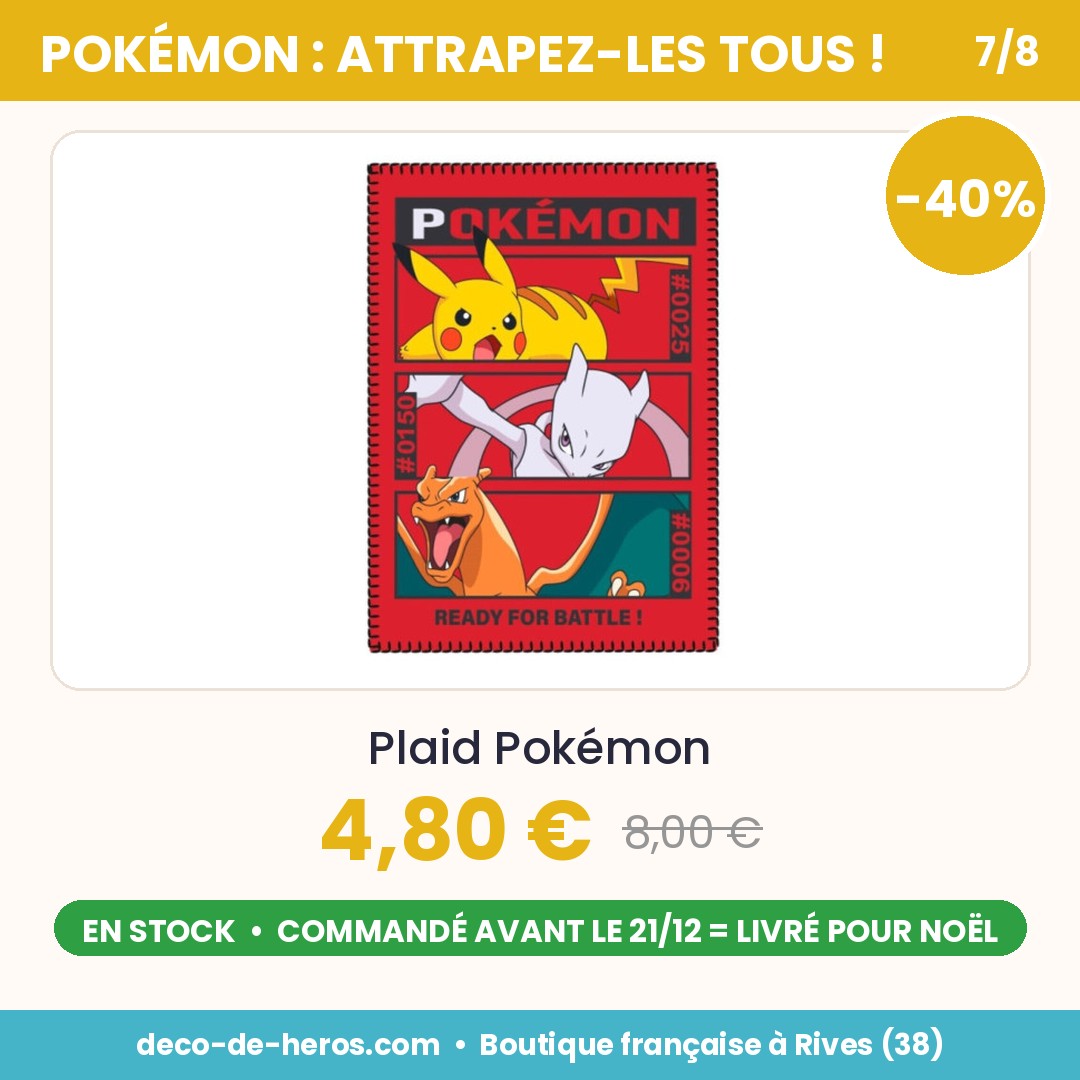 POKÉMON : ATTRAPEZ-LES TOUS !
7/8
-40%
POKÉMON
#0025
#0150
#0006
READY FOR BATTLE !
Plaid Pokémon
4,80 € 8,00 €
EN STOCK • COMMANDÉ AVANT LE 21/12 = LIVRÉ POUR NOËL
deco-de-heros.com • Boutique française à Rives (38)